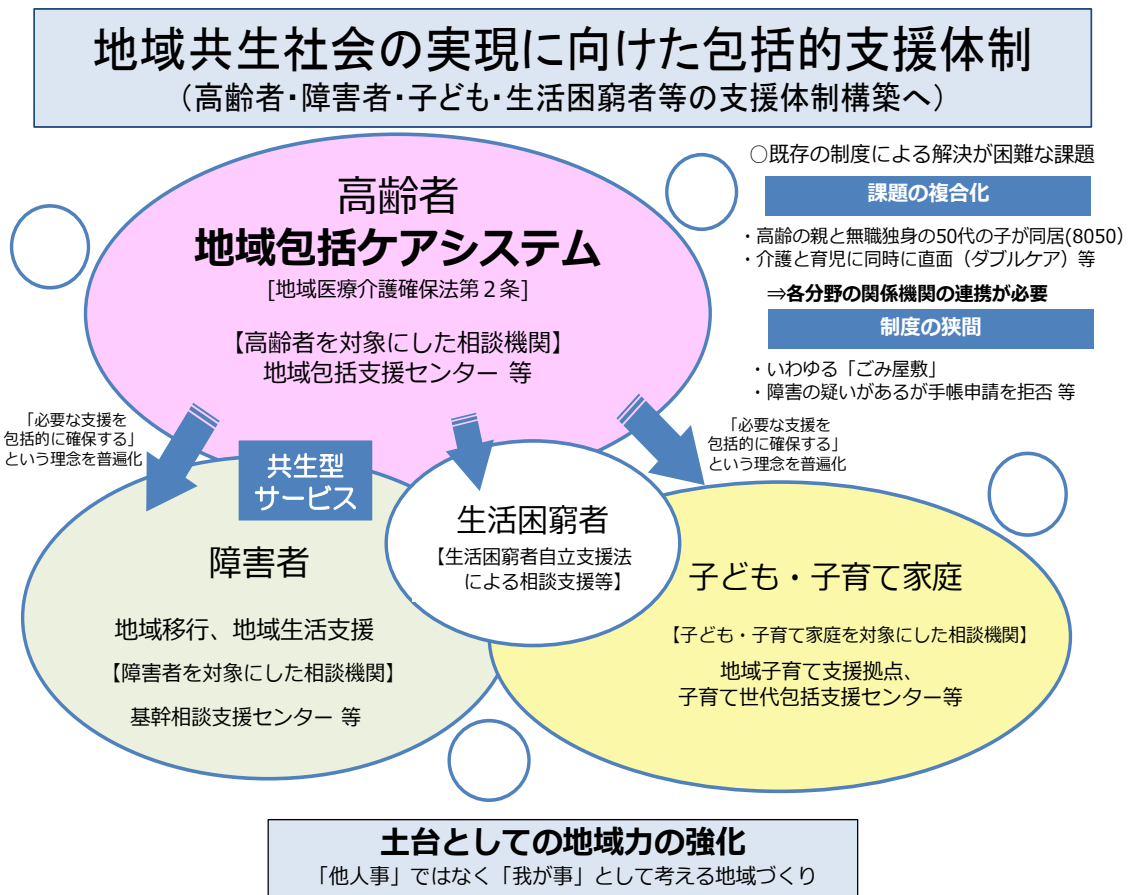 地域共生社会の実現に向けた包括的支援体制
（高齢者・障害者・子ども・生活困窮者等の支援体制構築へ）
高齢者
地域包括ケアシステム
[地域医療介護確保法第２条]
【高齢者を対象にした相談機関】
地域包括支援センター 等
○既存の制度による解決が困難な課題
課題の複合化
・高齢の親と無職独身の50代の子が同居(8050)
・介護と育児に同時に直面（ダブルケア）等
⇒各分野の関係機関の連携が必要
制度の狭間
・いわゆる「ごみ屋敷」
・障害の疑いがあるが手帳申請を拒否 等
「必要な支援を
包括的に確保する」
という理念を普遍化
「必要な支援を
包括的に確保する」
という理念を普遍化
共生型
サービス
障害者
地域移行、地域生活支援
【障害者を対象にした相談機関】
基幹相談支援センター 等
生活困窮者
【生活困窮者自立支援法
による相談支援等】
子ども・子育て家庭
【子ども・子育て家庭を対象にした相談機関】
地域子育て支援拠点、
子育て世代包括支援センター等
土台としての地域力の強化
「他人事」ではなく「我が事」として考える地域づくり